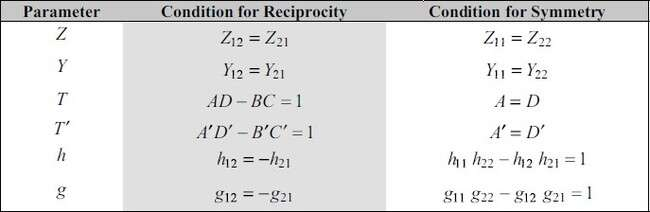 Parameter Condition for Reciprocity Condition for Symmetry
Z Z12 = Z21 Z11 = Z22
Y Y12 = Y21 Y11 = Y22
T AD − BC = 1 A = D
T′ A′D′ − B′C′ = 1 A′ = D′
h h12 = −h21 h11 h22 − h12 h21 = 1
g g12 = −g21 g11 g22 − g12 g21 = 1